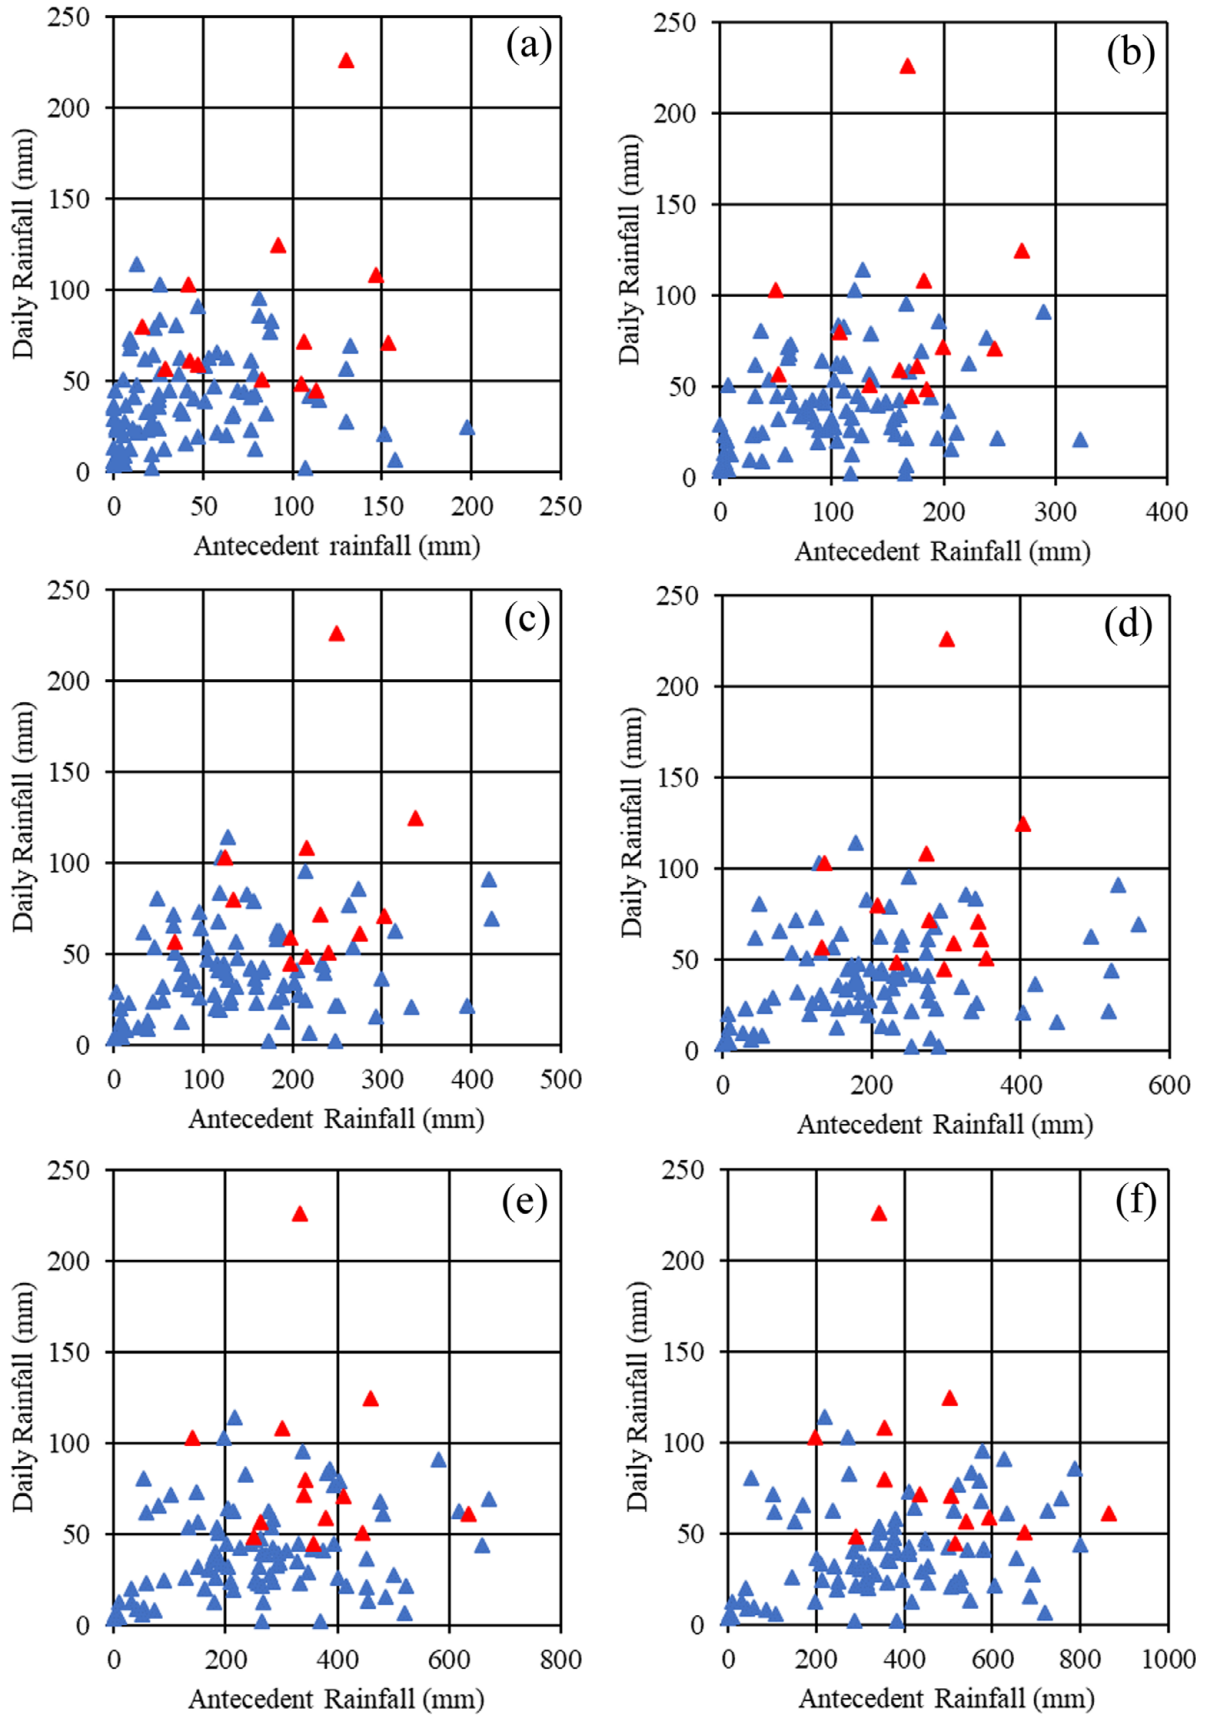 250
200
150
100
50
0
Daily Rainfall (mm)
(a)
0 50 100 150 200 250
Antecedent rainfall (mm)
250
200
150
100
50
0
Daily Rainfall (mm)
(b)
0 100 200 300 400
Antecedent Rainfall (mm)
250
200
150
100
50
0
Daily Rainfall (mm)
(c)
0 100 200 300 400 500
Antecedent Rainfall (mm)
250
200
150
100
50
0
Daily Rainfall (mm)
(d)
0 200 400 600
Antecedent Rainfall (mm)
250
200
150
100
50
0
Daily Rainfall (mm)
(e)
0 200 400 600 800
Antecedent Rainfall (mm)
250
200
150
100
50
0
Daily Rainfall (mm)
(f)
0 200 400 600 800 1000
Antecedent Rainfall (mm)